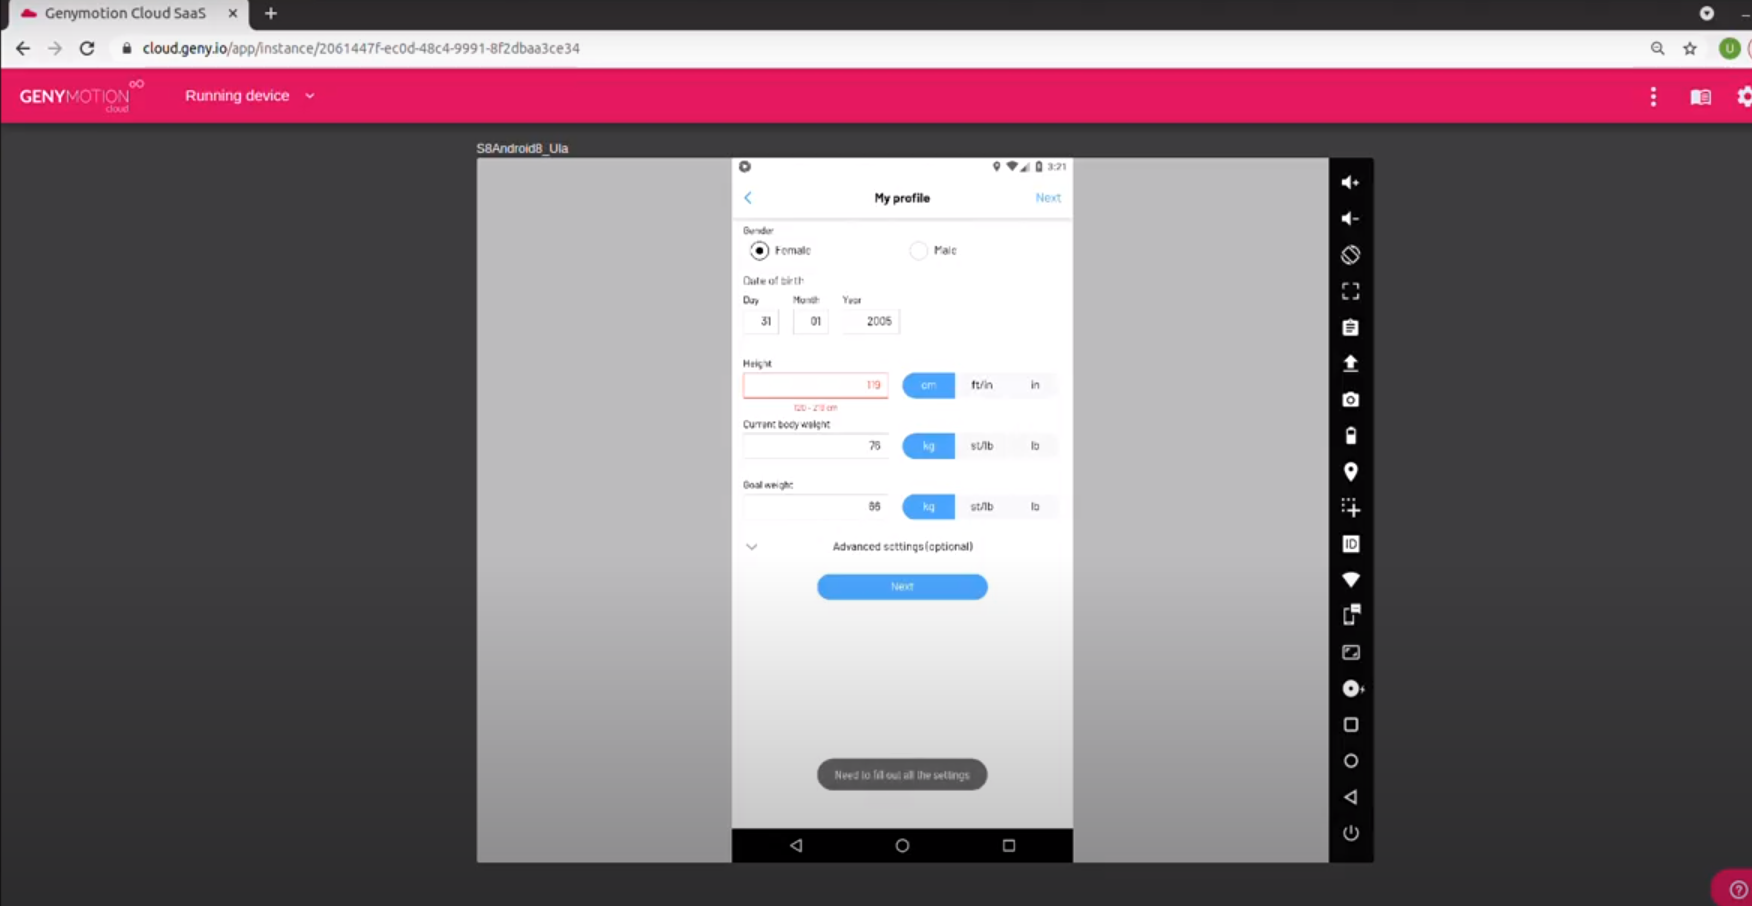 Genymotion Cloud SaaS
cloud.geny.io/app/instance/2061447f-ec0d-48c4-9991-8f2dbaa3ce34
U
GENYMOTION
cloud
Running device
S8Android8_Ula
3:21
My profile
Next
Gender
Female
Male
Date of birth
Day
Month
Year
31
01
2005
Height
119
cm
ft/in
in
120 - 219 cm
Current body weight
76
kg
st/lb
lb
Goal weight
66
kg
st/lb
lb
Advanced settings (optional)
Next
Need to fill out all the settings
ID